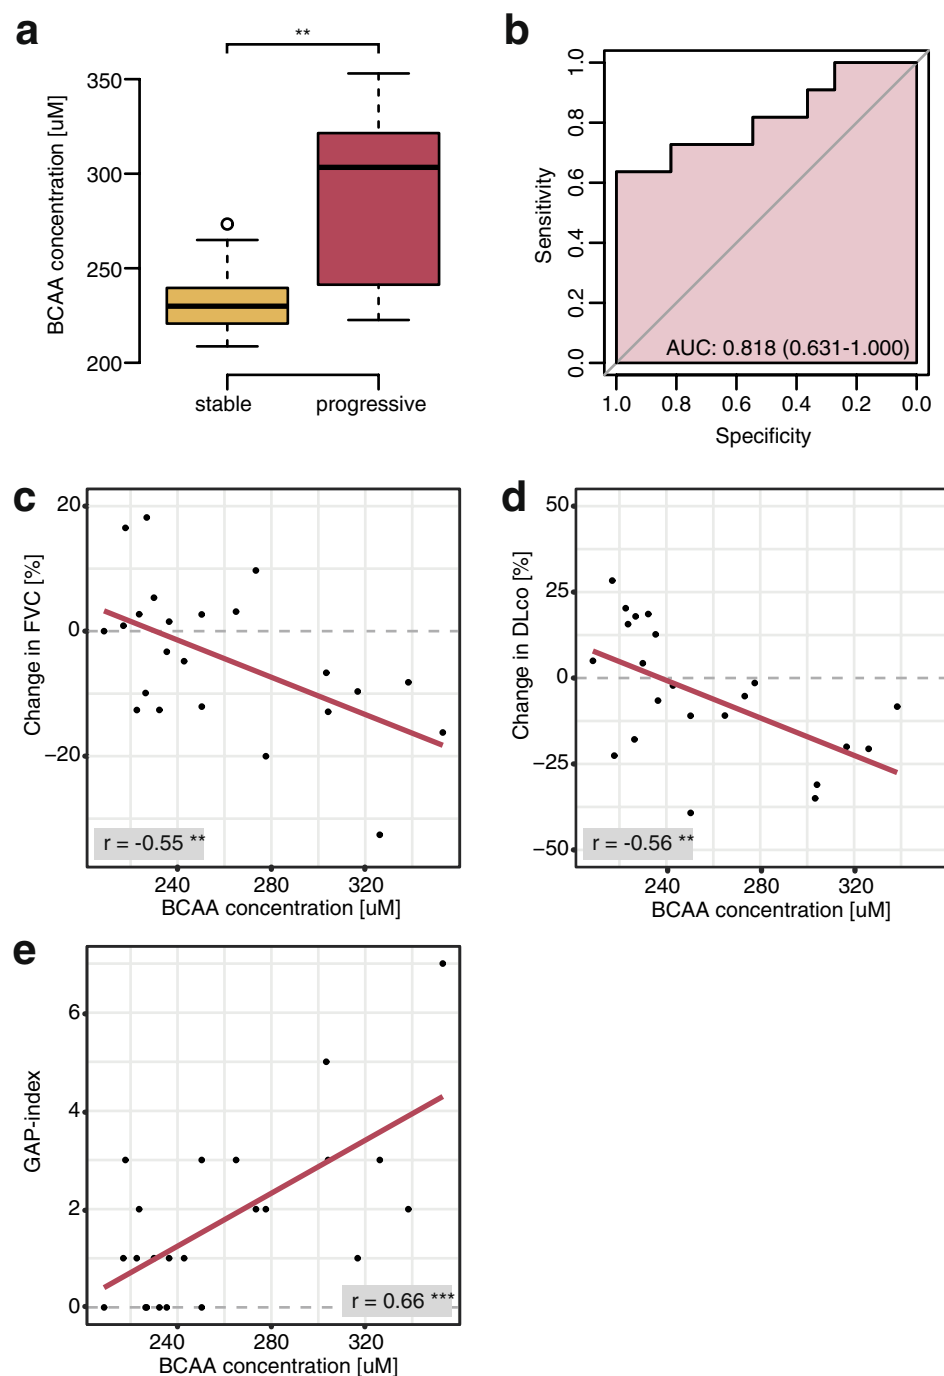 a
**
BCAA concentration [uM]
350
300
250
200
stable
progressive
b
Sensitivity
1.0
0.8
0.6
0.4
0.2
0.0
AUC: 0.818 (0.631-1.000)
1.0 0.8 0.6 0.4 0.2 0.0
Specificity
c
Change in FVC [%]
20
0
−20
r = -0.55 **
240 280 320
BCAA concentration [uM]
d
Change in DLco [%]
50
25
0
−25
−50
r = -0.56 **
240 280 320
BCAA concentration [uM]
e
GAP-index
6
4
2
0
r = 0.66 ***
240 280 320
BCAA concentration [uM]